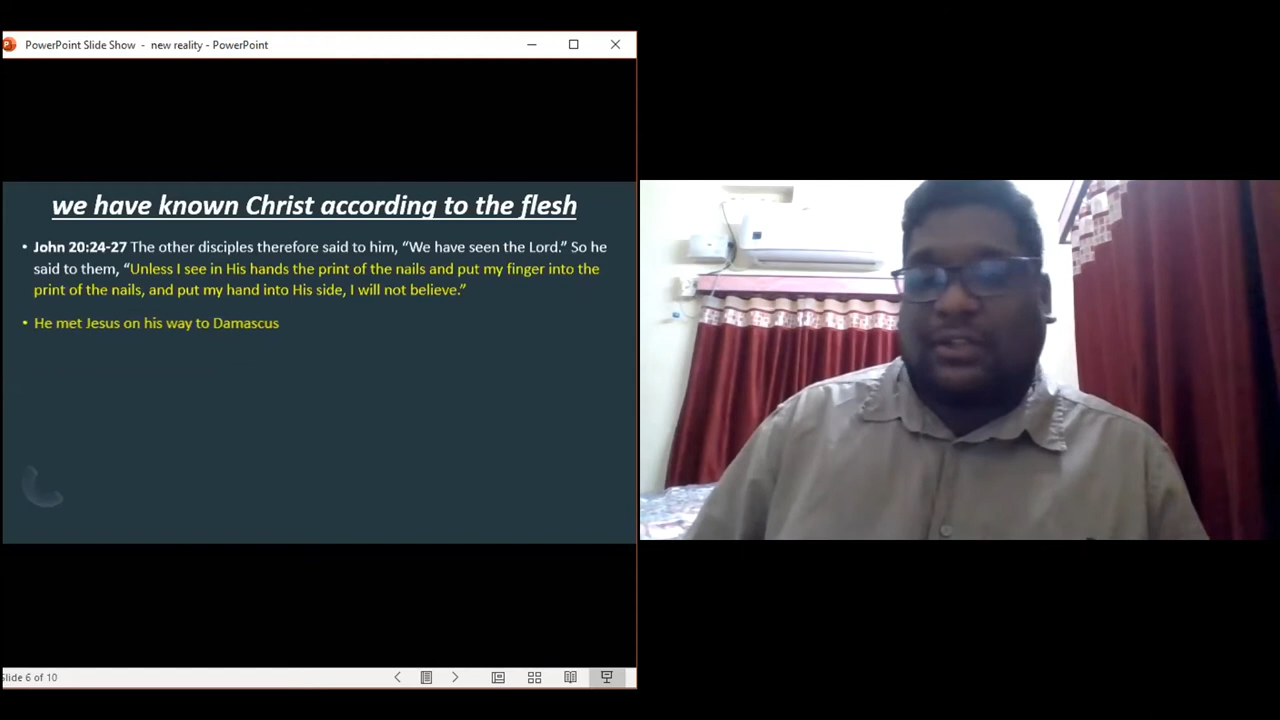 PowerPoint Slide Show - new reality - PowerPoint
we have known Christ according to the flesh
• John 20:24-27 The other disciples therefore said to him, “We have seen the Lord.” So he
said to them, “Unless I see in His hands the print of the nails and put my finger into the
print of the nails, and put my hand into His side, I will not believe.”
• He met Jesus on his way to Damascus
Slide 6 of 10